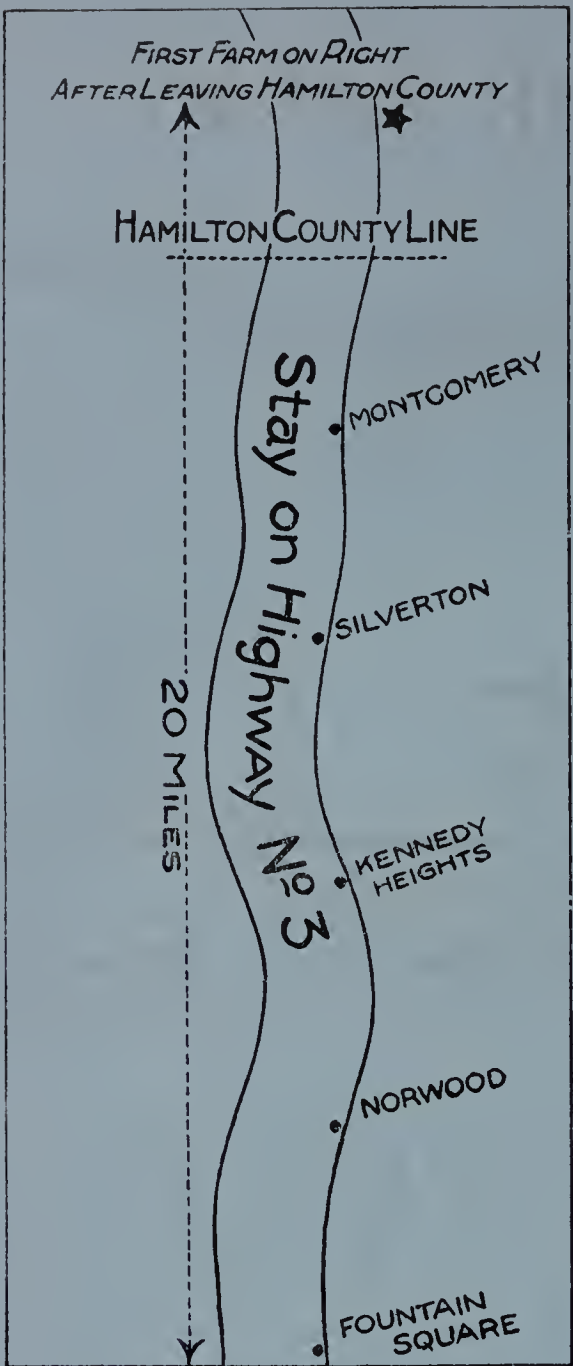 FIRST FARM ON RIGHT
AFTER LEAVING HAMILTON COUNTY
HAMILTON COUNTY LINE
Stay on Highway No 3
MONTGOMERY
SILVERTON
20 MILES
KENNEDY
HEIGHTS
NORWOOD
FOUNTAIN
SQUARE